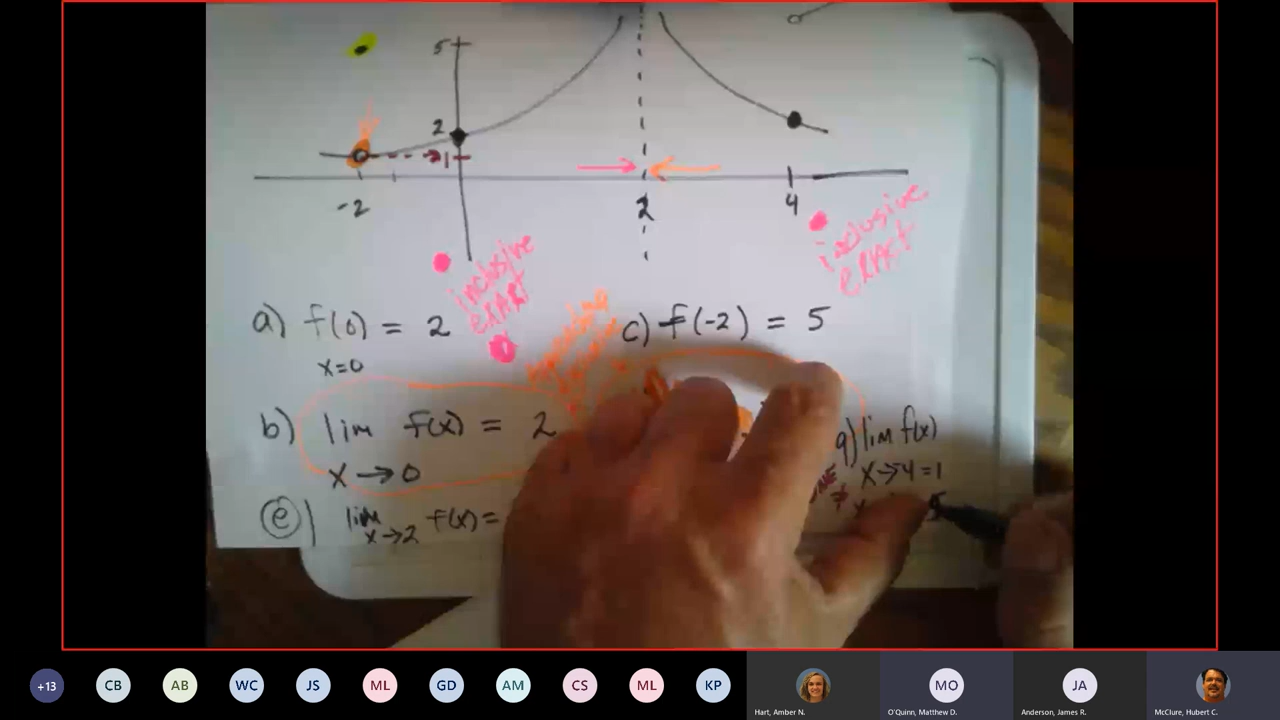 5
2
1
-2
2
4
inclusive
EXACT
inclusive
EXACT
a) f(0) = 2
x=0
c) f(-2) = 5
b) lim f(x) = 2
x→0
g) lim f(x)
x→4=1
e) lim f(x)=
x→2
+13
CB
AB
WC
JS
ML
GD
AM
CS
ML
KP
MO
JA
Hart, Amber N.
O'Quinn, Matthew D.
Anderson, James R.
McClure, Hubert C.